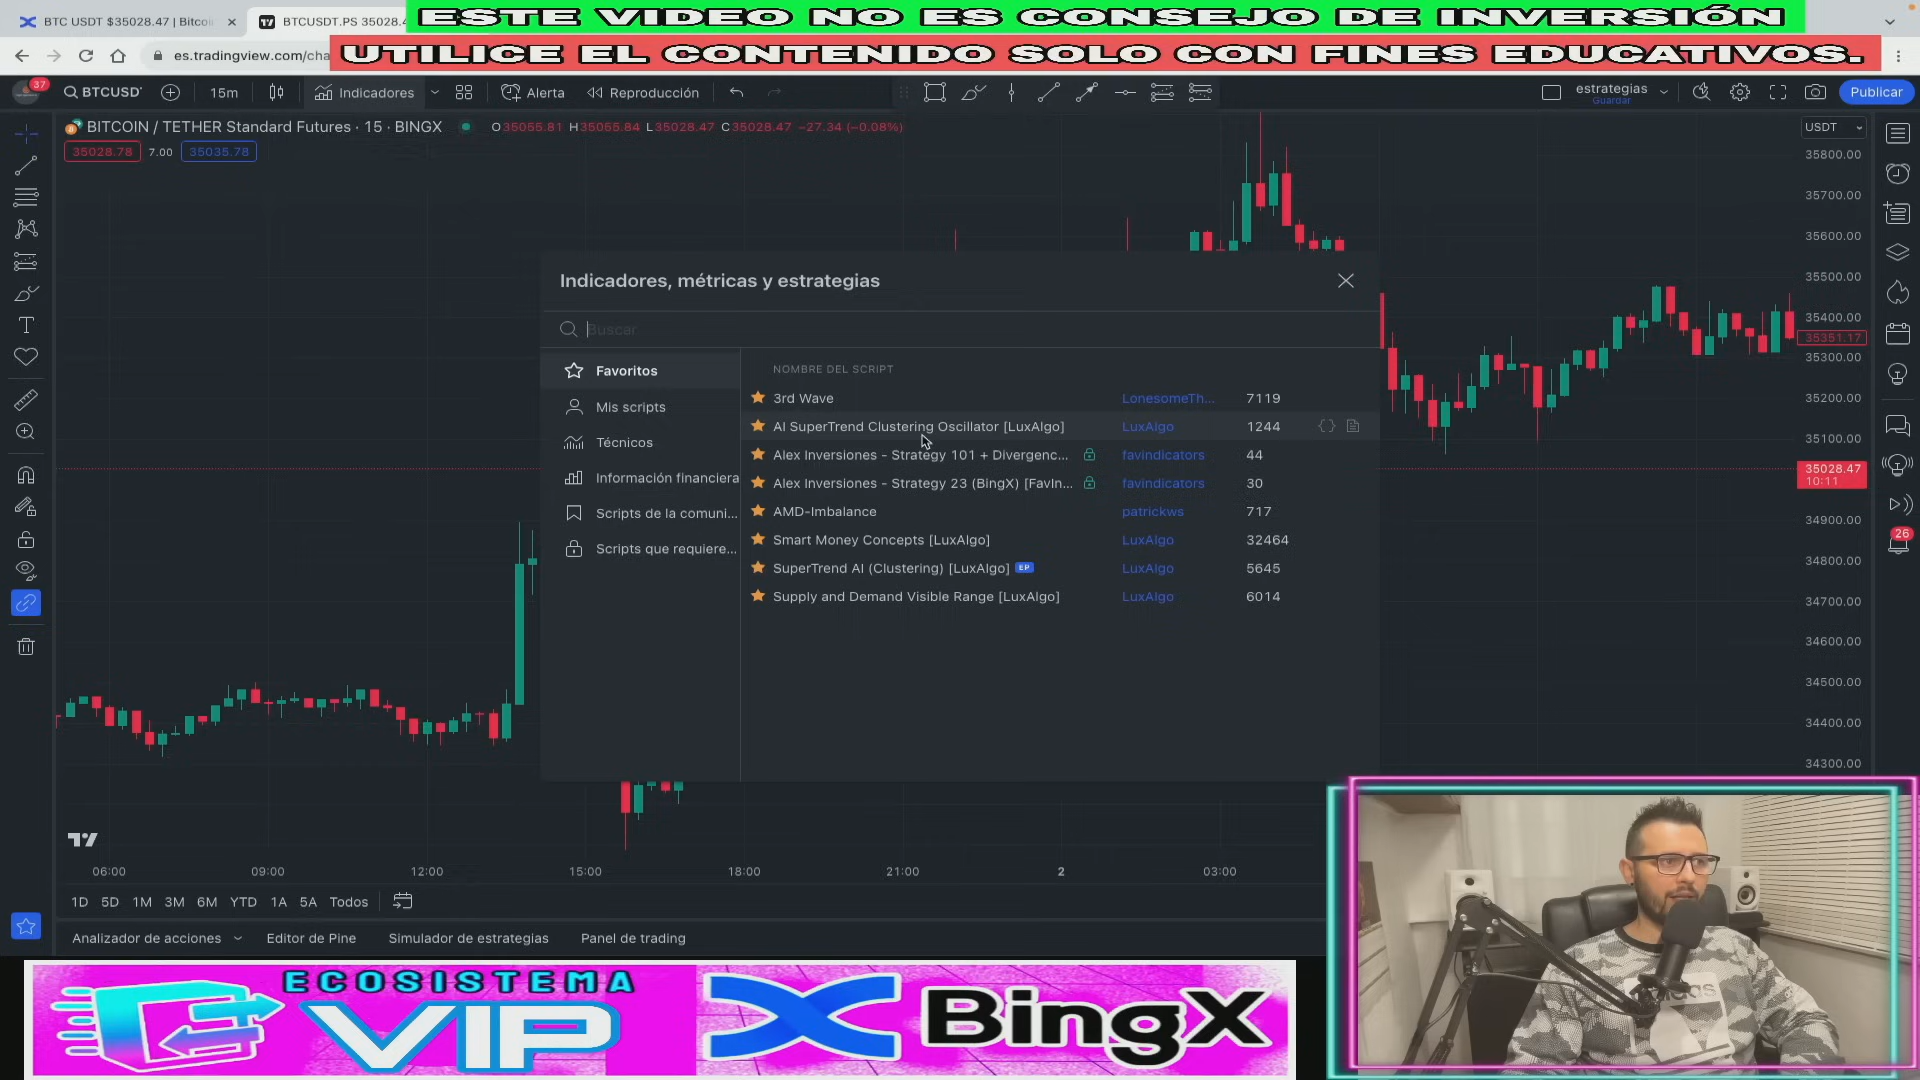 BTC USDT $35028.47 | Bitcoi
BTCUSDT.PS 35028.4
ESTE VIDEO NO ES CONSEJO DE INVERSIÓN
es.tradingview.com/cha
UTILICE EL CONTENIDO SOLO CON FINES EDUCATIVOS.
37
BTCUSD
15m
Indicadores
Alerta
Reproducción
estrategias
Guardar
Publicar
BITCOIN / TETHER Standard Futures · 15 · BINGX
O35055.81 H35055.84 L35028.47 C35028.47 −27.34 (−0.08%)
USDT
35028.78
7.00
35035.78
35800.00
35700.00
35600.00
35500.00
35400.00
35351.17
35300.00
35200.00
35100.00
35028.47
10:11
34900.00
34800.00
34700.00
34600.00
34500.00
34400.00
34300.00
26
Indicadores, métricas y estrategias
Buscar
Favoritos
Mis scripts
Técnicos
Información financiera
Scripts de la comuni...
Scripts que requiere...
NOMBRE DEL SCRIPT
3rd Wave LonesomeTh... 7119
AI SuperTrend Clustering Oscillator [LuxAlgo] LuxAlgo 1244
Alex Inversiones - Strategy 101 + Divergenc... favindicators 44
Alex Inversiones - Strategy 23 (BingX) [FavIn... favindicators 30
AMD-Imbalance patrickws 717
Smart Money Concepts [LuxAlgo] LuxAlgo 32464
SuperTrend AI (Clustering) [LuxAlgo] EP LuxAlgo 5645
Supply and Demand Visible Range [LuxAlgo] LuxAlgo 6014
06:00 09:00 12:00 15:00 18:00 21:00 2 03:00
1D 5D 1M 3M 6M YTD 1A 5A Todos
Analizador de acciones Editor de Pine Simulador de estrategias Panel de trading
ECOSISTEMA
VIP
BingX
adidas